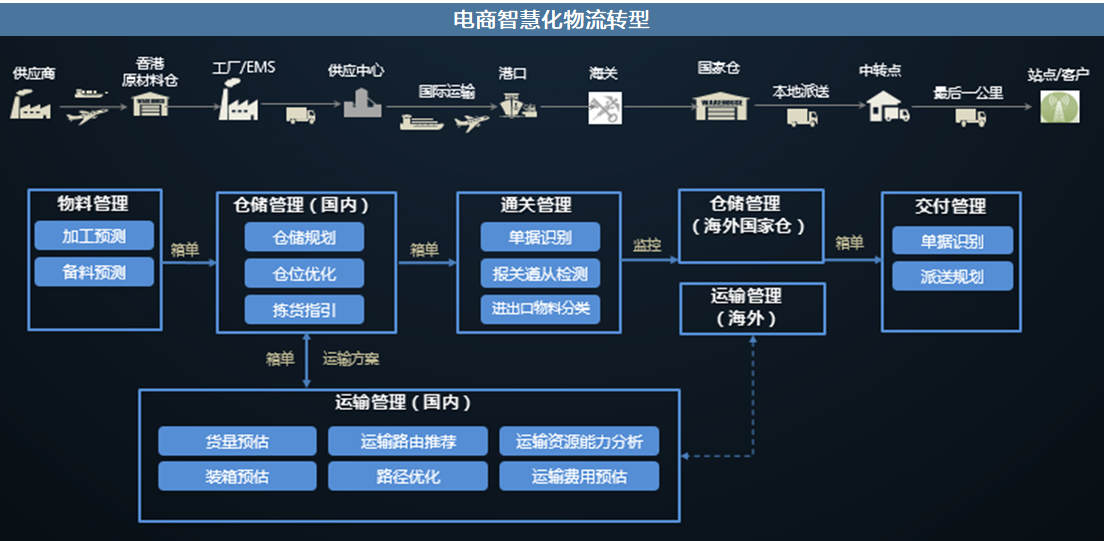 电商智慧化物流转型
供应商
香港
原材料仓
工厂/EMS
供应中心
国际运输
港口
海关
国家仓
本地派送
中转点
最后一公里
站点/客户
WAREHOUSE
WAREHOUSE
物料管理
加工预测
备料预测
箱单
仓储管理（国内）
仓储规划
仓位优化
拣货指引
箱单
通关管理
单据识别
报关遵从检测
进出口物料分类
监控
仓储管理
（海外国家仓）
箱单
交付管理
单据识别
派送规划
运输管理
（海外）
箱单
运输方案
运输管理（国内）
货量预估
运输路由推荐
运输资源能力分析
装箱预估
路径优化
运输费用预估